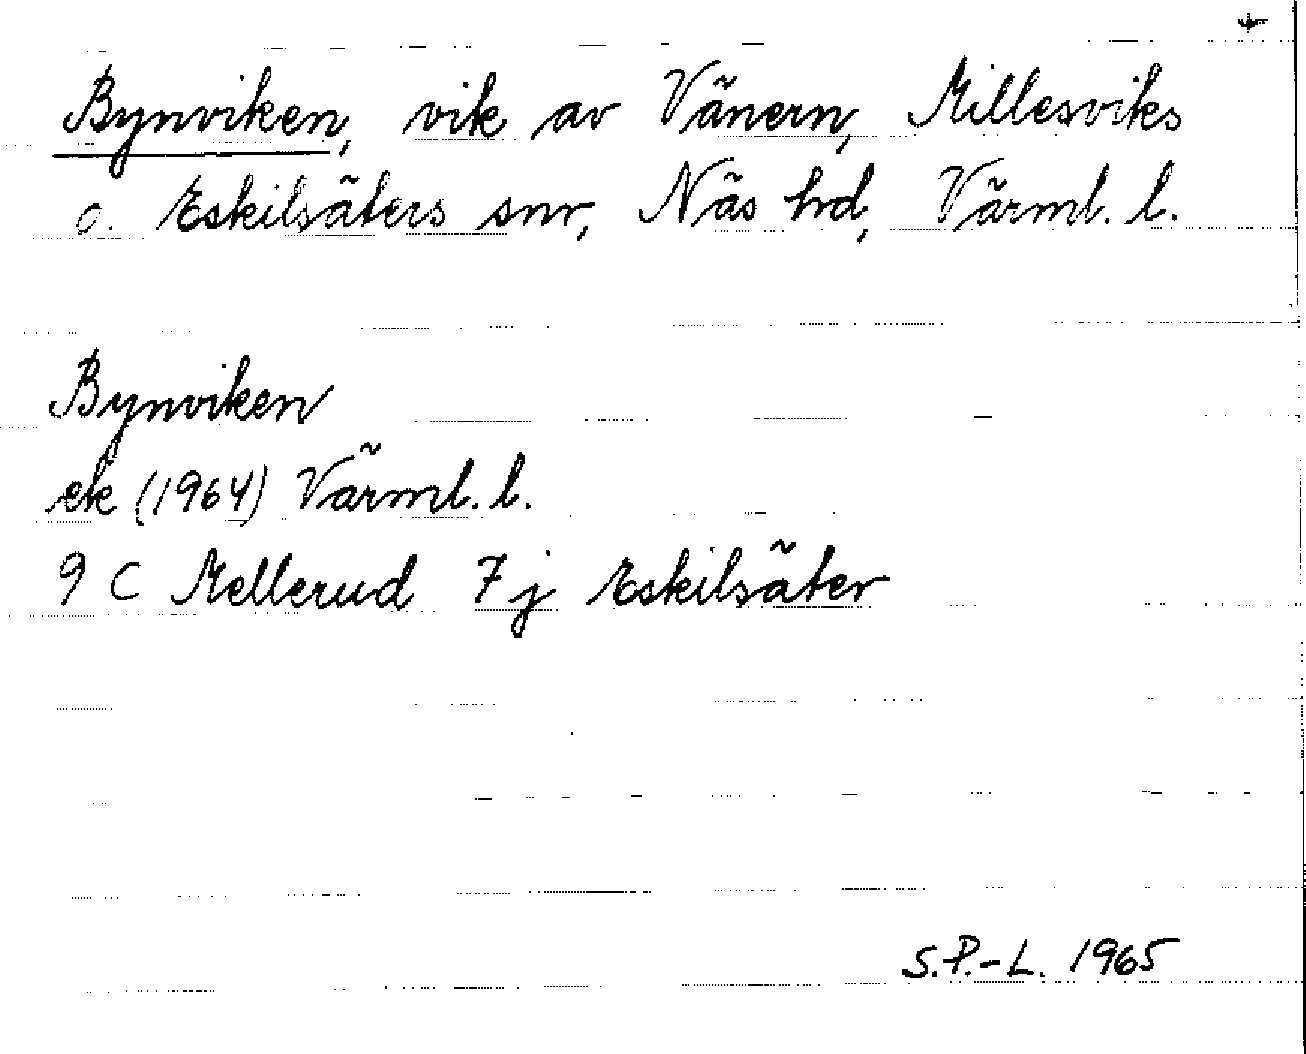 Bynviken, vik av Vänern, Millesviks
o. Eskilsäters snr, Näs hd, Värml. l.
Bynviken
ek (1964) Värml. l.
9 C Mellerud 7 j Eskilsäter
S.P.-L. 1965